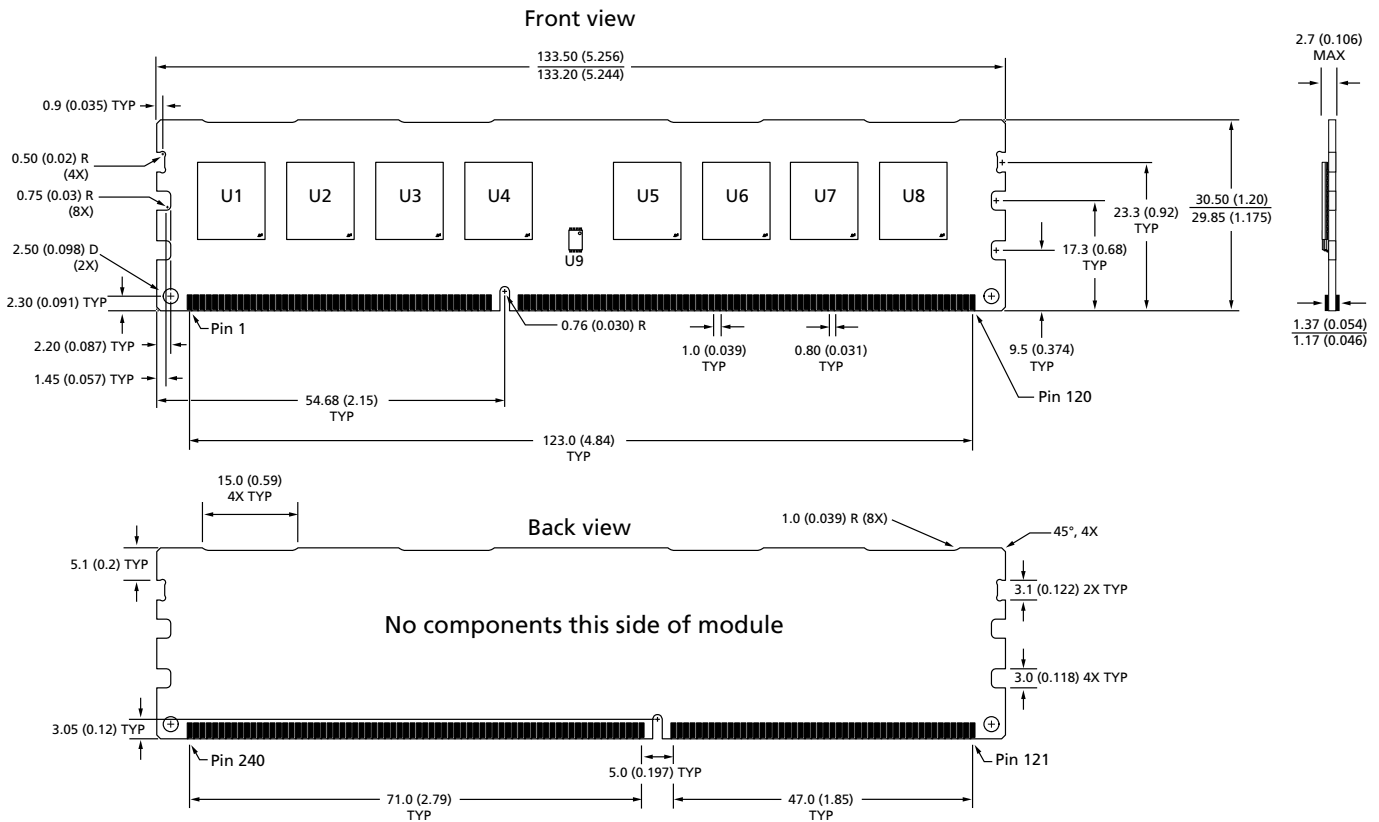 Front view
133.50 (5.256)
133.20 (5.244)
2.7 (0.106)
MAX
0.9 (0.035) TYP
0.50 (0.02) R
(4X)
0.75 (0.03) R
(8X)
2.50 (0.098) D
(2X)
2.30 (0.091) TYP
U1
U2
U3
U4
U5
U6
U7
U8
U9
23.3 (0.92)
TYP
30.50 (1.20)
29.85 (1.175)
17.3 (0.68)
TYP
Pin 1
0.76 (0.030) R
2.20 (0.087) TYP
1.0 (0.039)
TYP
0.80 (0.031)
TYP
9.5 (0.374)
TYP
1.37 (0.054)
1.17 (0.046)
1.45 (0.057) TYP
54.68 (2.15)
TYP
Pin 120
123.0 (4.84)
TYP
15.0 (0.59)
4X TYP
Back view
1.0 (0.039) R (8X)
45°, 4X
5.1 (0.2) TYP
3.1 (0.122) 2X TYP
No components this side of module
3.0 (0.118) 4X TYP
3.05 (0.12) TYP
Pin 240
5.0 (0.197) TYP
Pin 121
71.0 (2.79)
TYP
47.0 (1.85)
TYP